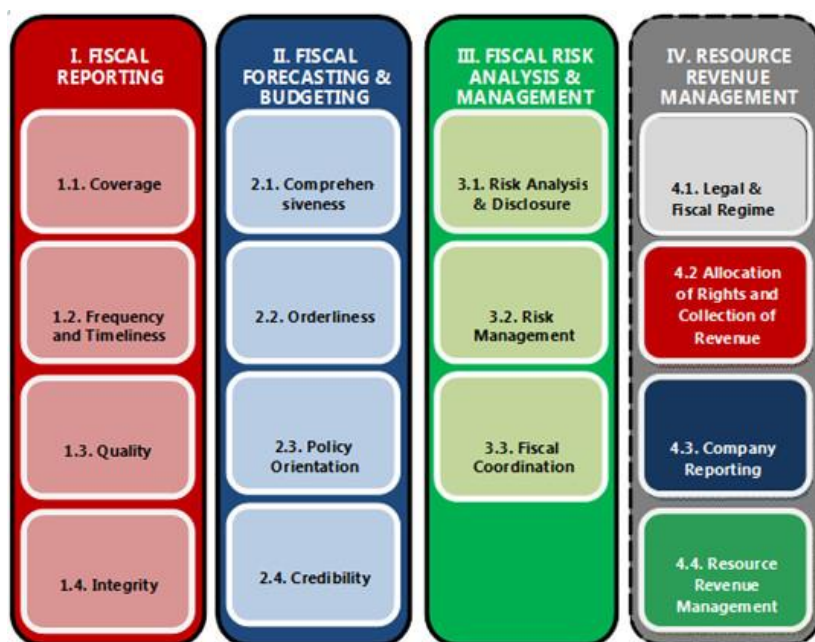 I. FISCAL
REPORTING
1.1. Coverage
1.2. Frequency
and Timeliness
1.3. Quality
1.4. Integrity
II. FISCAL
FORECASTING &
BUDGETING
2.1. Comprehen-
siveness
2.2. Orderliness
2.3. Policy
Orientation
2.4. Credibility
III. FISCAL RISK
ANALYSIS &
MANAGEMENT
3.1. Risk Analysis
& Disclosure
3.2. Risk
Management
3.3. Fiscal
Coordination
IV. RESOURCE
REVENUE
MANAGEMENT
4.1. Legal &
Fiscal Regime
4.2 Allocation
of Rights and
Collection of
Revenue
4.3. Company
Reporting
4.4. Resource
Revenue
Management